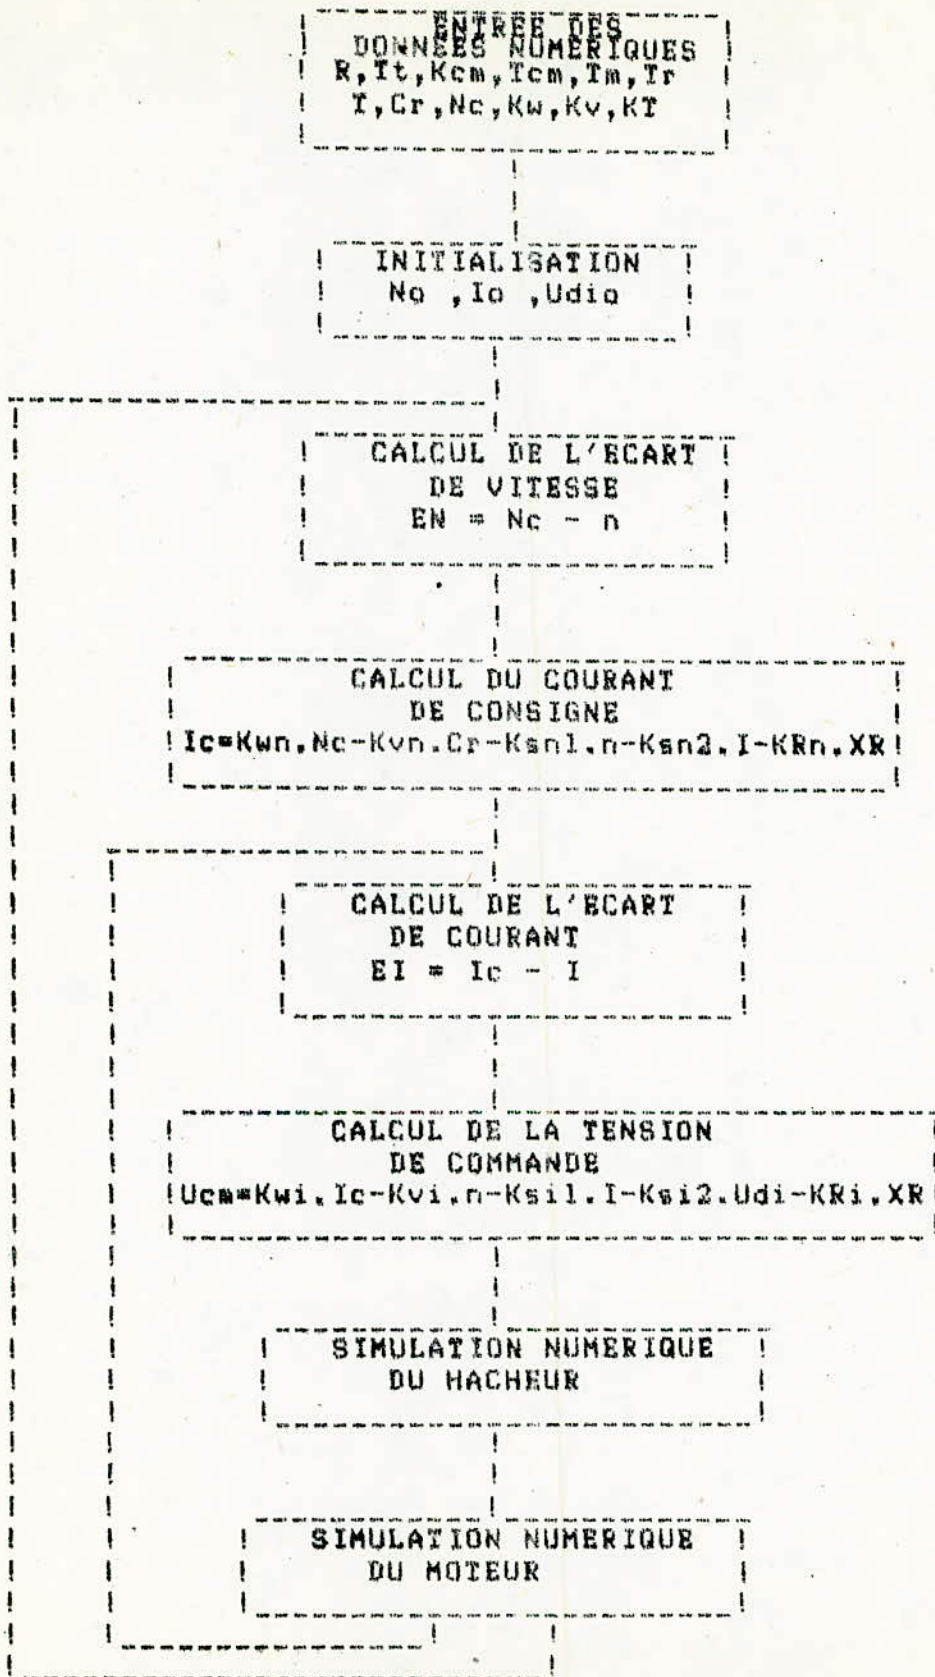 ENTREE DES
DONNÉES NUMÉRIQUES
R,Tt,Kcm,Tcm,Tm,Tr
I,Cr,Nc,Kw,Kv,KT
INITIALISATION
No ,Io ,Udio
CALCUL DE L'ECART
DE VITESSE
EN = Nc - n
CALCUL DU COURANT
DE CONSIGNE
Ic=Kwn.Nc-Kvn.Cr-Ksn1.n-Ksn2.I-KRn.XR
CALCUL DE L'ECART
DE COURANT
EI = Ic - I
CALCUL DE LA TENSION
DE COMMANDE
Ucm=Kwi.Ic-Kvi.n-Ksi1.I-Ksi2.Udi-KRi.XR
SIMULATION NUMERIQUE
DU HACHEUR
SIMULATION NUMERIQUE
DU MOTEUR